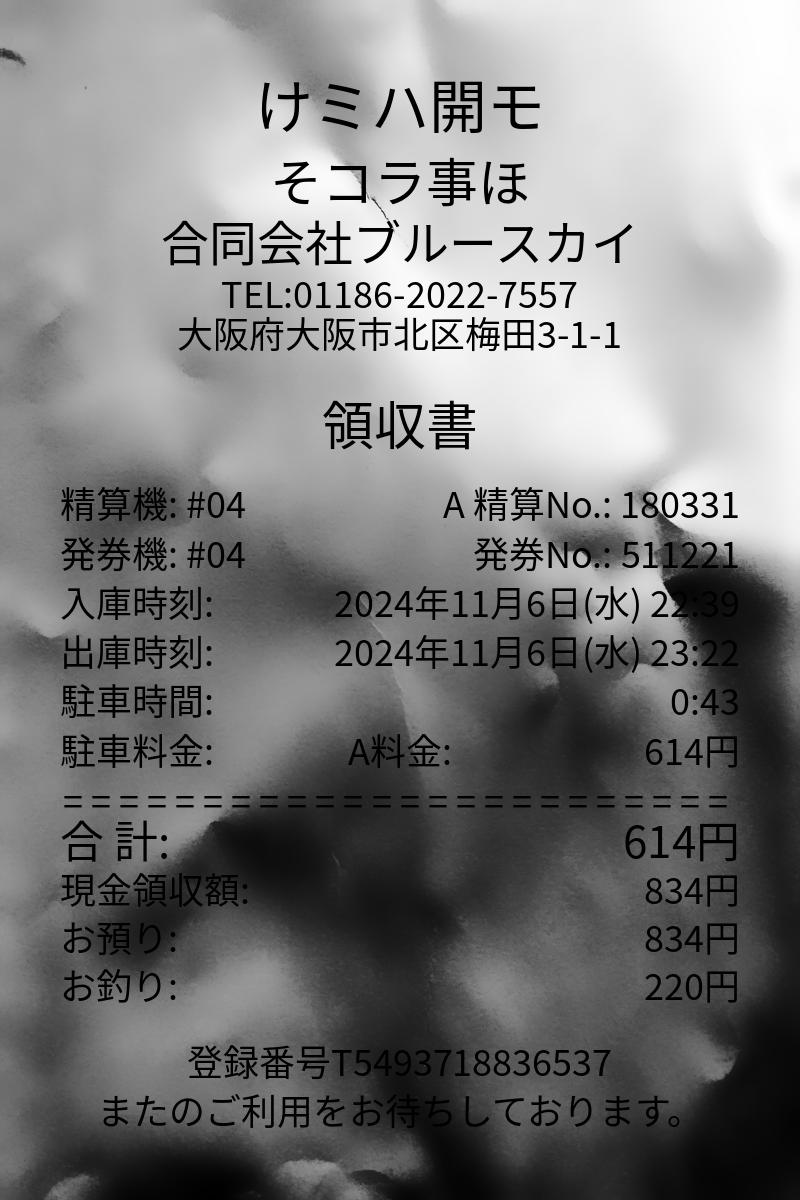 けミハ開モ
そコラ事ほ
合同会社ブルースカイ
TEL:01186-2022-7557
大阪府大阪市北区梅田3-1-1
領収書
精算機: #04 A 精算No.: 180331
発券機: #04 発券No.: 511221
入庫時刻: 2024年11月6日(水) 22:39
出庫時刻: 2024年11月6日(水) 23:22
駐車時間: 0:43
駐車料金: A料金: 614円
========================
合 計: 614円
現金領収額: 834円
お預り: 834円
お釣り: 220円
登録番号T5493718836537
またのご利用をお待ちしております。